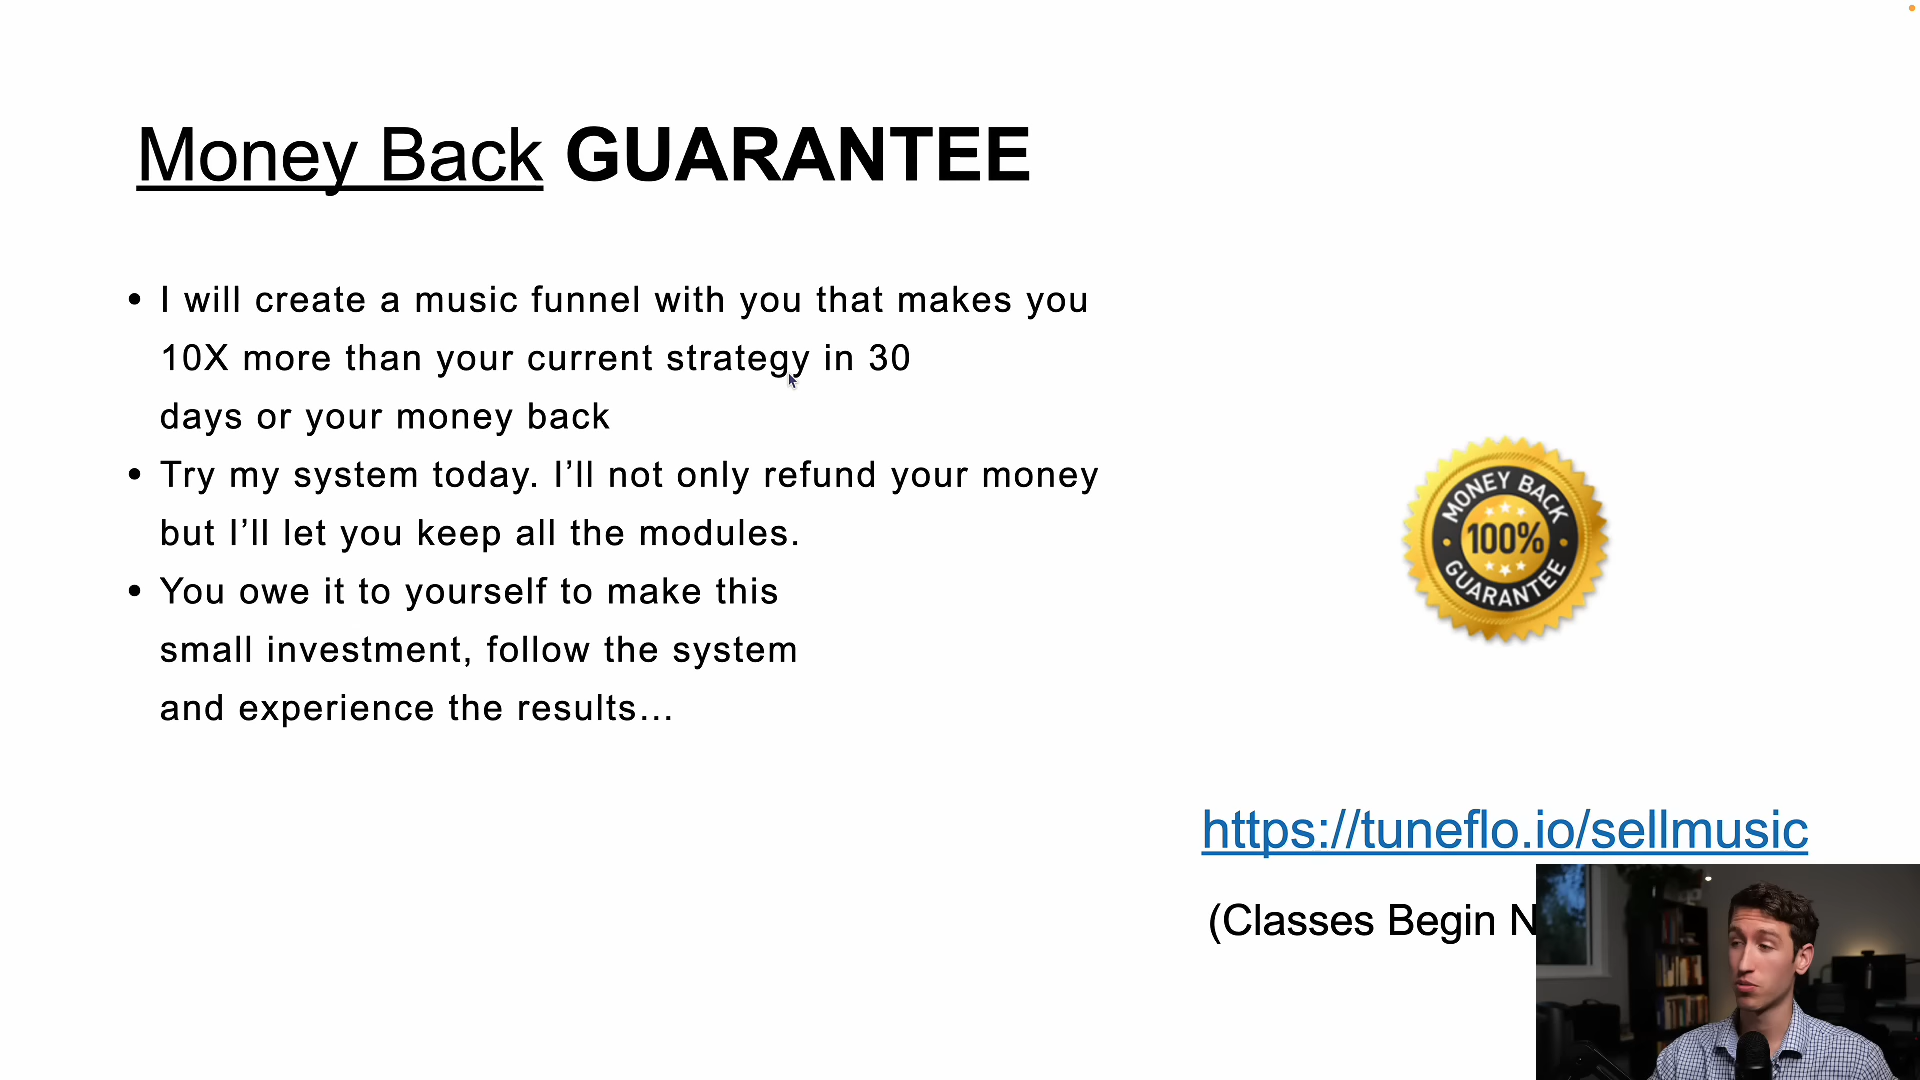 Money Back GUARANTEE
• I will create a music funnel with you that makes you
10X more than your current strategy in 30
days or your money back
• Try my system today. I’ll not only refund your money
but I’ll let you keep all the modules.
• You owe it to yourself to make this
small investment, follow the system
and experience the results…
MONEY BACK
100%
GUARANTEE
https://tuneflo.io/sellmusic
(Classes Begin N